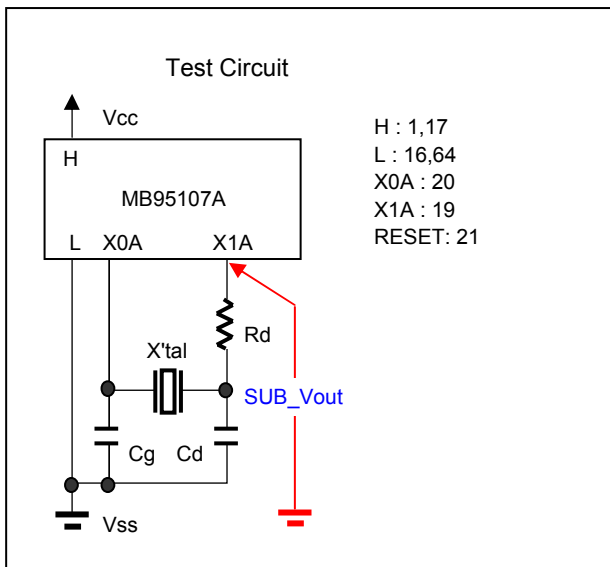 Test Circuit
Vcc
H
MB95107A
L X0A X1A
H : 1,17
L : 16,64
X0A : 20
X1A : 19
RESET: 21
Rd
X'tal
SUB_Vout
Cg Cd
Vss